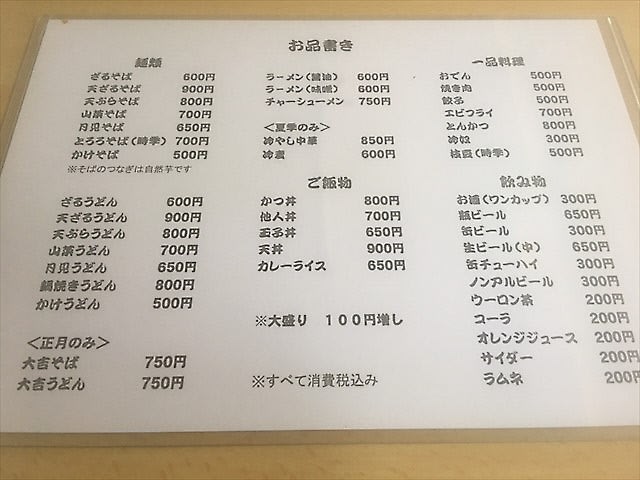 お品書き
麺類
ざるそば 600円
天ざるそば 900円
天ぷらそば 800円
山菜そば 700円
月見そば 650円
とろろそば(時季) 700円
かけそば 500円
※そばのつなぎは自然芋です
ざるうどん 600円
天ざるうどん 900円
天ぷらうどん 800円
山菜うどん 700円
月見うどん 650円
鍋焼きうどん 800円
かけうどん 500円
<正月のみ>
大吉そば 750円
大吉うどん 750円
ラーメン(醤油) 600円
ラーメン(味噌) 600円
チャーシューメン 750円
<夏季のみ>
冷やし中華 850円
冷麦 600円
ご飯物
かつ丼 800円
他人丼 700円
玉子丼 650円
天丼 900円
カレーライス 650円
※大盛り 100円増し
※すべて消費税込み
一品料理
おでん 500円
焼き肉 500円
餃子 500円
エビフライ 700円
とんかつ 800円
冷奴 300円
枝豆(時季) 500円
飲み物
お酒(ワンカップ) 300円
瓶ビール 650円
缶ビール 300円
生ビール(中) 650円
缶チューハイ 300円
ノンアルビール 300円
ウーロン茶 200円
コーラ 200円
オレンジジュース 200円
サイダー 200円
ラムネ 200円